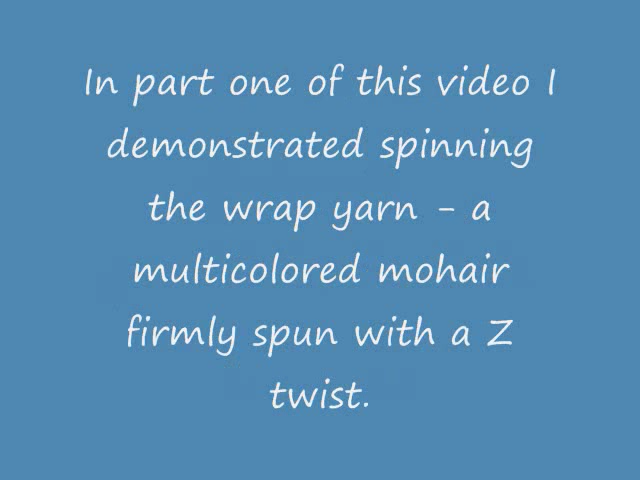 In part one of this video I
demonstrated spinning
the wrap yarn - a
multicolored mohair
firmly spun with a Z
twist.